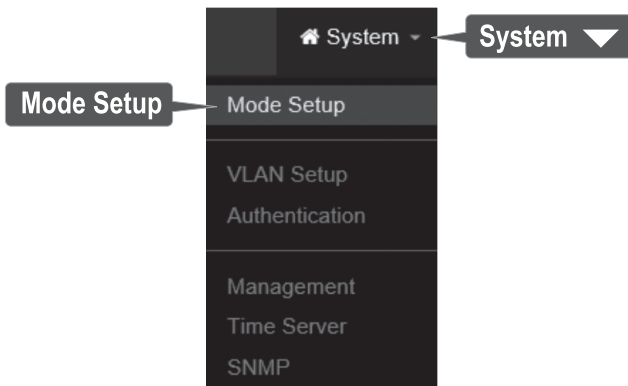 System
System
Mode Setup
Mode Setup
VLAN Setup
Authentication
Management
Time Server
SNMP